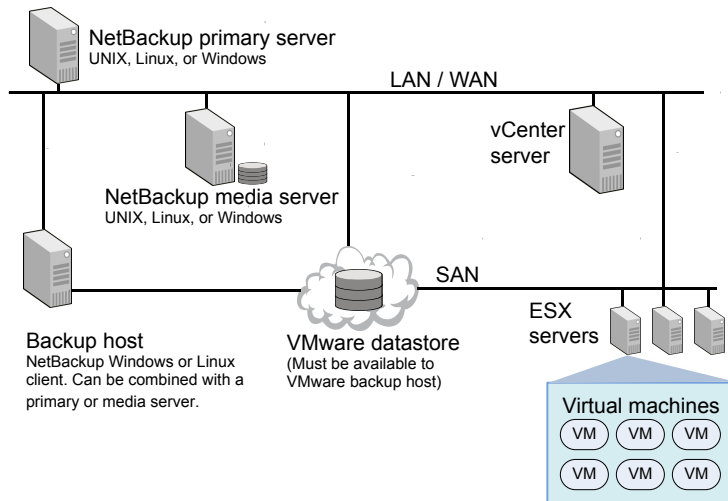 NetBackup primary server
UNIX, Linux, or Windows
LAN / WAN
vCenter
server
NetBackup media server
UNIX, Linux, or Windows
SAN
ESX
servers
Backup host
NetBackup Windows or Linux
client. Can be combined with a
primary or media server.
VMware datastore
(Must be available to
VMware backup host)
Virtual machines
VM VM VM
VM VM VM